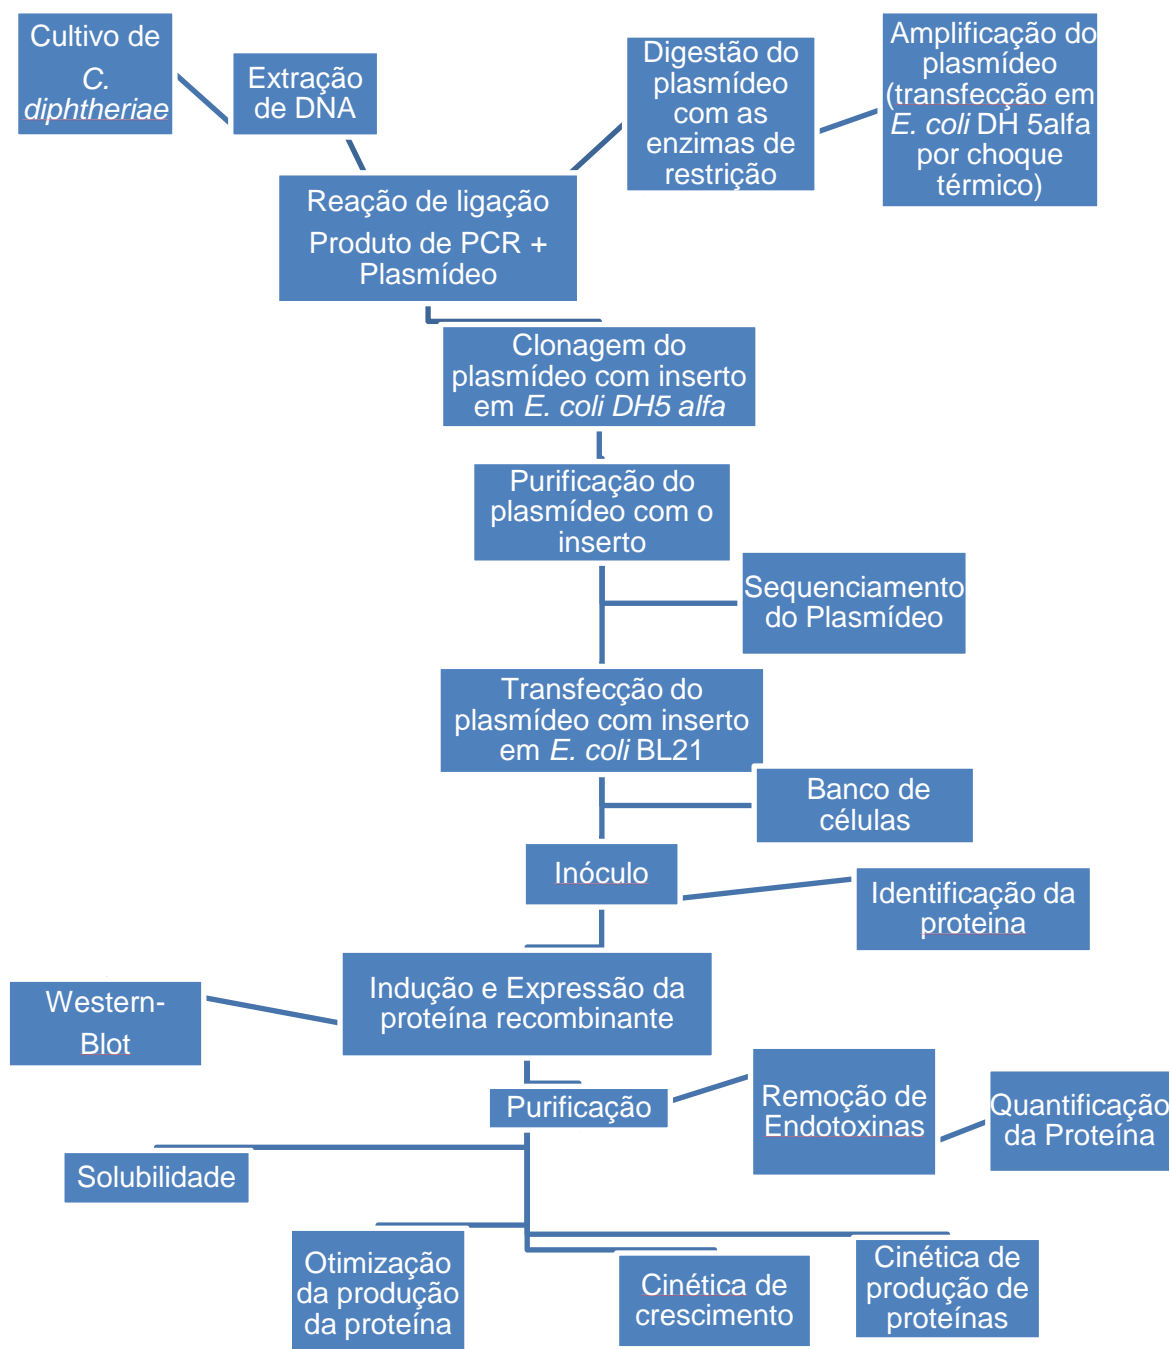 Cultivo de
C.
diphtheriae
Extração
de DNA
Digestão do
plasmídeo
com as
enzimas de
restrição
Amplificação do
plasmídeo
(transfecção em
E. coli DH 5alfa
por choque
térmico)
Reação de ligação
Produto de PCR +
Plasmídeo
Clonagem do
plasmídeo com inserto
em E. coli DH5 alfa
Purificação do
plasmídeo com o
inserto
Sequenciamento
do Plasmídeo
Transfecção do
plasmídeo com inserto
em E. coli BL21
Banco de
células
Inóculo
Identificação da
proteina
Indução e Expressão da
proteína recombinante
Western-
Blot
Purificação
Remoção de
Endotoxinas
Quantificação
da Proteína
Solubilidade
Otimização
da produção
da proteína
Cinética de
crescimento
Cinética de
produção de
proteínas